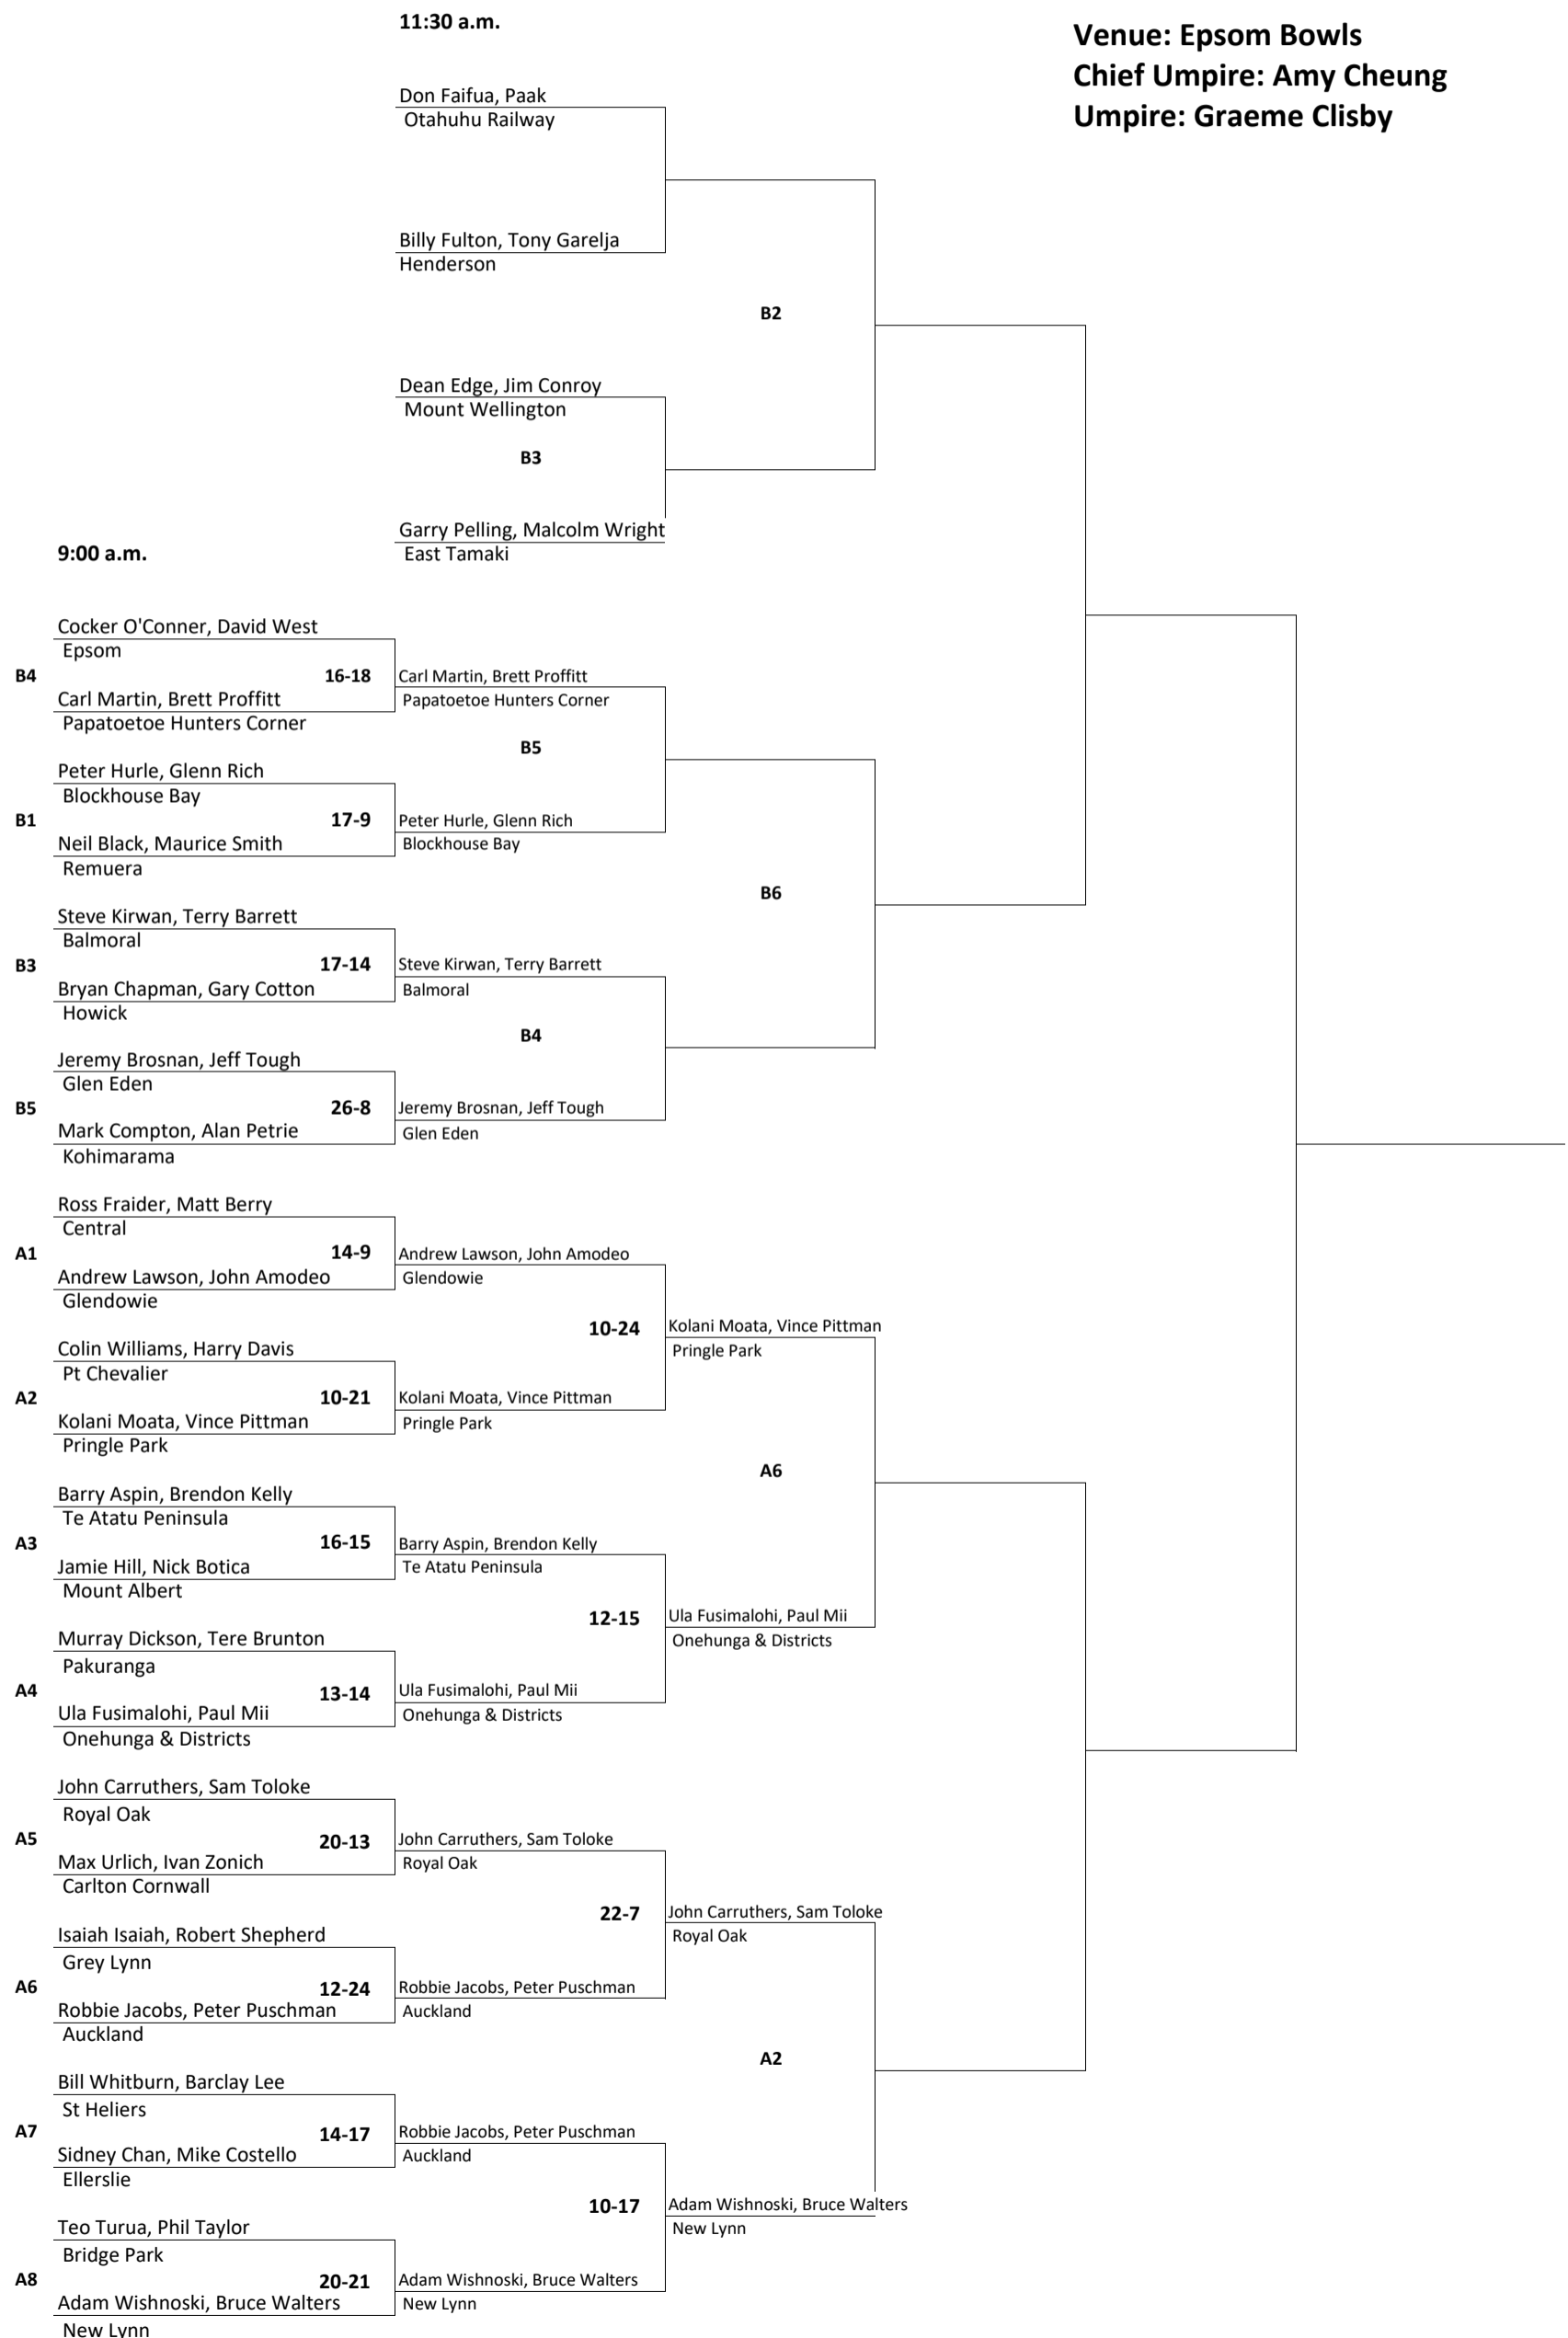 11:30 a.m.
Venue: Epsom Bowls
Chief Umpire: Amy Cheung
Umpire: Graeme Clisby
Don Faifua, Paak
Otahuhu Railway
Billy Fulton, Tony Garelja
Henderson
B2
Dean Edge, Jim Conroy
Mount Wellington
B3
Garry Pelling, Malcolm Wright
East Tamaki
9:00 a.m.
Cocker O'Conner, David West
Epsom
B4 16-18 Carl Martin, Brett Proffitt
Carl Martin, Brett Proffitt
Papatoetoe Hunters Corner
Papatoetoe Hunters Corner
B5
Peter Hurle, Glenn Rich
Blockhouse Bay
B1 17-9 Peter Hurle, Glenn Rich
Neil Black, Maurice Smith
Blockhouse Bay
Remuera
B6
Steve Kirwan, Terry Barrett
Balmoral
B3 17-14 Steve Kirwan, Terry Barrett
Bryan Chapman, Gary Cotton
Balmoral
Howick
B4
Jeremy Brosnan, Jeff Tough
Glen Eden
B5 26-8 Jeremy Brosnan, Jeff Tough
Mark Compton, Alan Petrie
Glen Eden
Kohimarama
Ross Fraider, Matt Berry
Central
A1 14-9 Andrew Lawson, John Amodeo
Andrew Lawson, John Amodeo
Glendowie
Glendowie
10-24 Kolani Moata, Vince Pittman
Pringle Park
Colin Williams, Harry Davis
Pt Chevalier
A2 10-21 Kolani Moata, Vince Pittman
Kolani Moata, Vince Pittman
Pringle Park
Pringle Park
A6
Barry Aspin, Brendon Kelly
Te Atatu Peninsula
A3 16-15 Barry Aspin, Brendon Kelly
Jamie Hill, Nick Botica
Te Atatu Peninsula
Mount Albert
12-15 Ula Fusimalohi, Paul Mii
Onehunga & Districts
Murray Dickson, Tere Brunton
Pakuranga
A4 13-14 Ula Fusimalohi, Paul Mii
Ula Fusimalohi, Paul Mii
Onehunga & Districts
Onehunga & Districts
John Carruthers, Sam Toloke
Royal Oak
A5 20-13 John Carruthers, Sam Toloke
Max Urlich, Ivan Zonich
Royal Oak
Carlton Cornwall
22-7 John Carruthers, Sam Toloke
Royal Oak
Isaiah Isaiah, Robert Shepherd
Grey Lynn
A6 12-24 Robbie Jacobs, Peter Puschman
Robbie Jacobs, Peter Puschman
Auckland
Auckland
A2
Bill Whitburn, Barclay Lee
St Heliers
A7 14-17 Robbie Jacobs, Peter Puschman
Sidney Chan, Mike Costello
Auckland
Ellerslie
10-17 Adam Wishnoski, Bruce Walters
New Lynn
Teo Turua, Phil Taylor
Bridge Park
A8 20-21 Adam Wishnoski, Bruce Walters
Adam Wishnoski, Bruce Walters
New Lynn
New Lynn